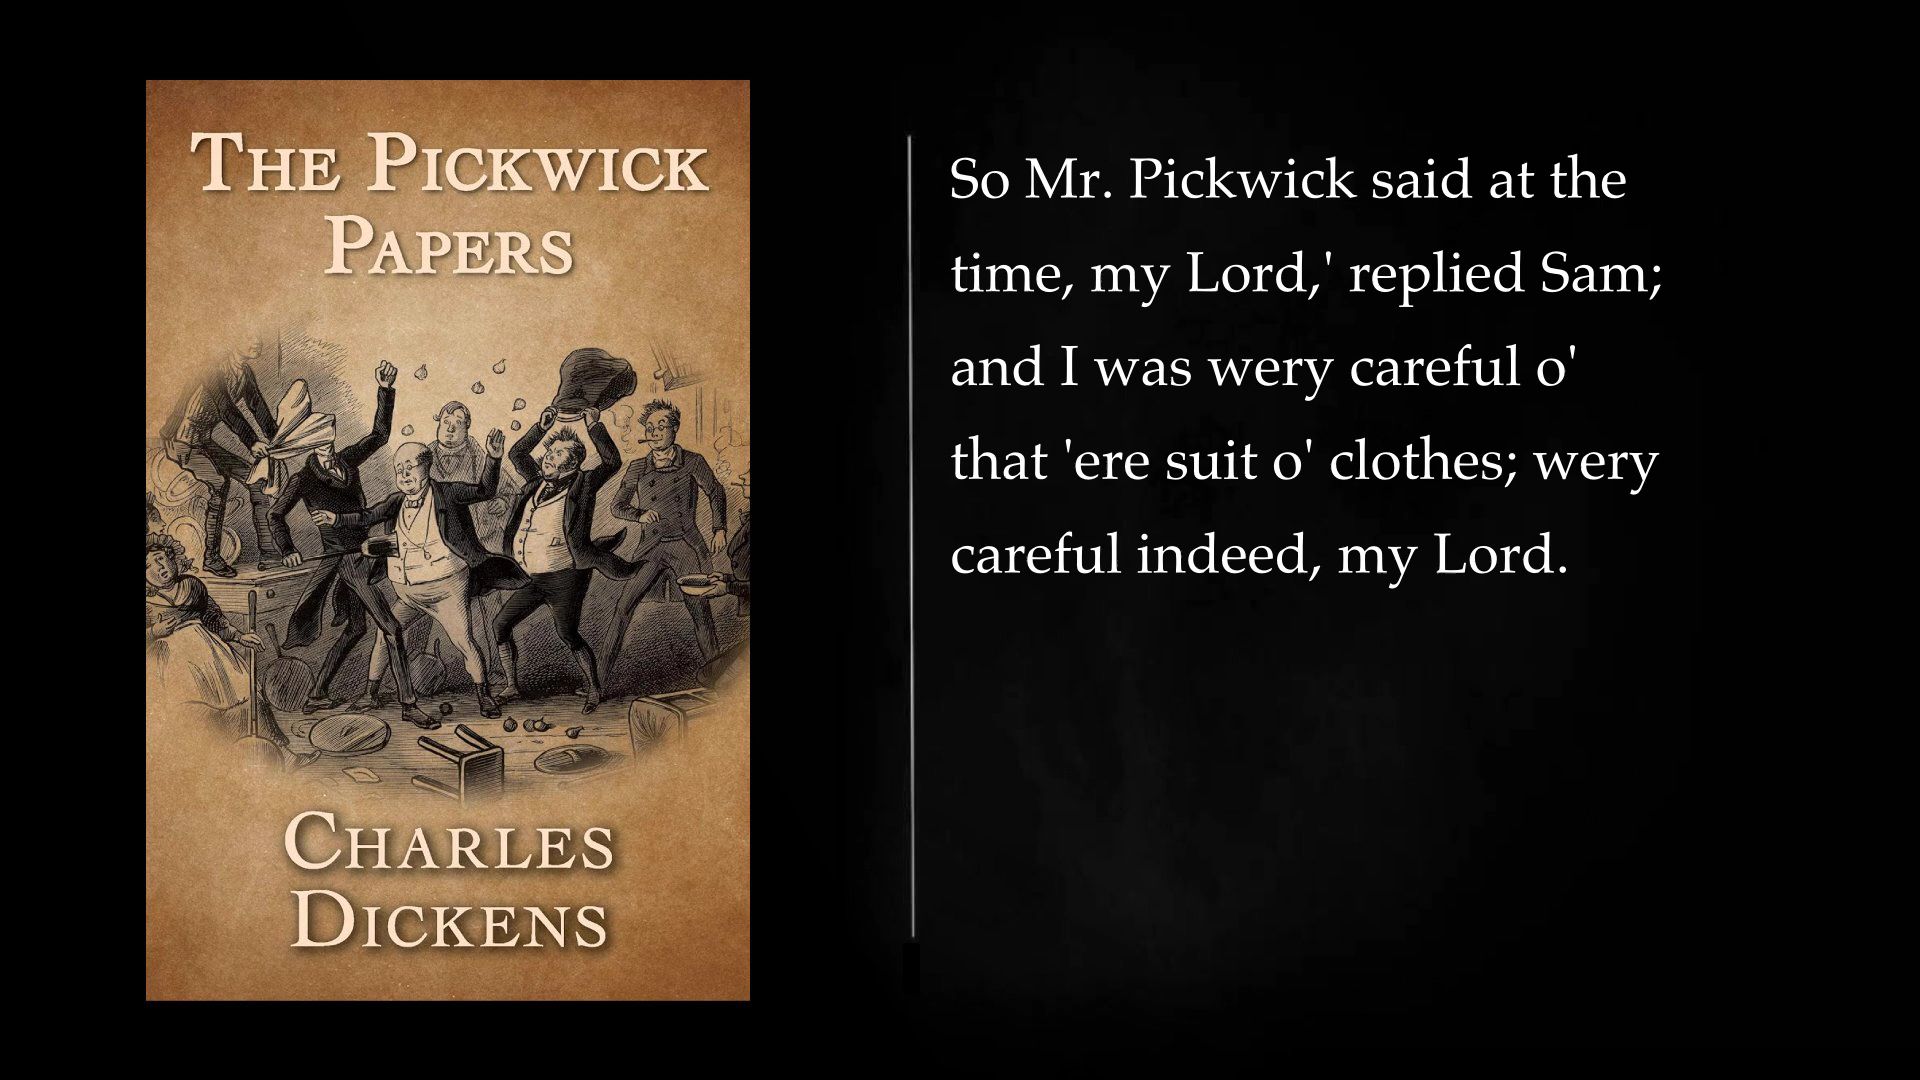 The Pickwick
Papers
Charles
Dickens
So Mr. Pickwick said at the
time, my Lord,' replied Sam;
and I was wery careful o'
that 'ere suit o' clothes; wery
careful indeed, my Lord.